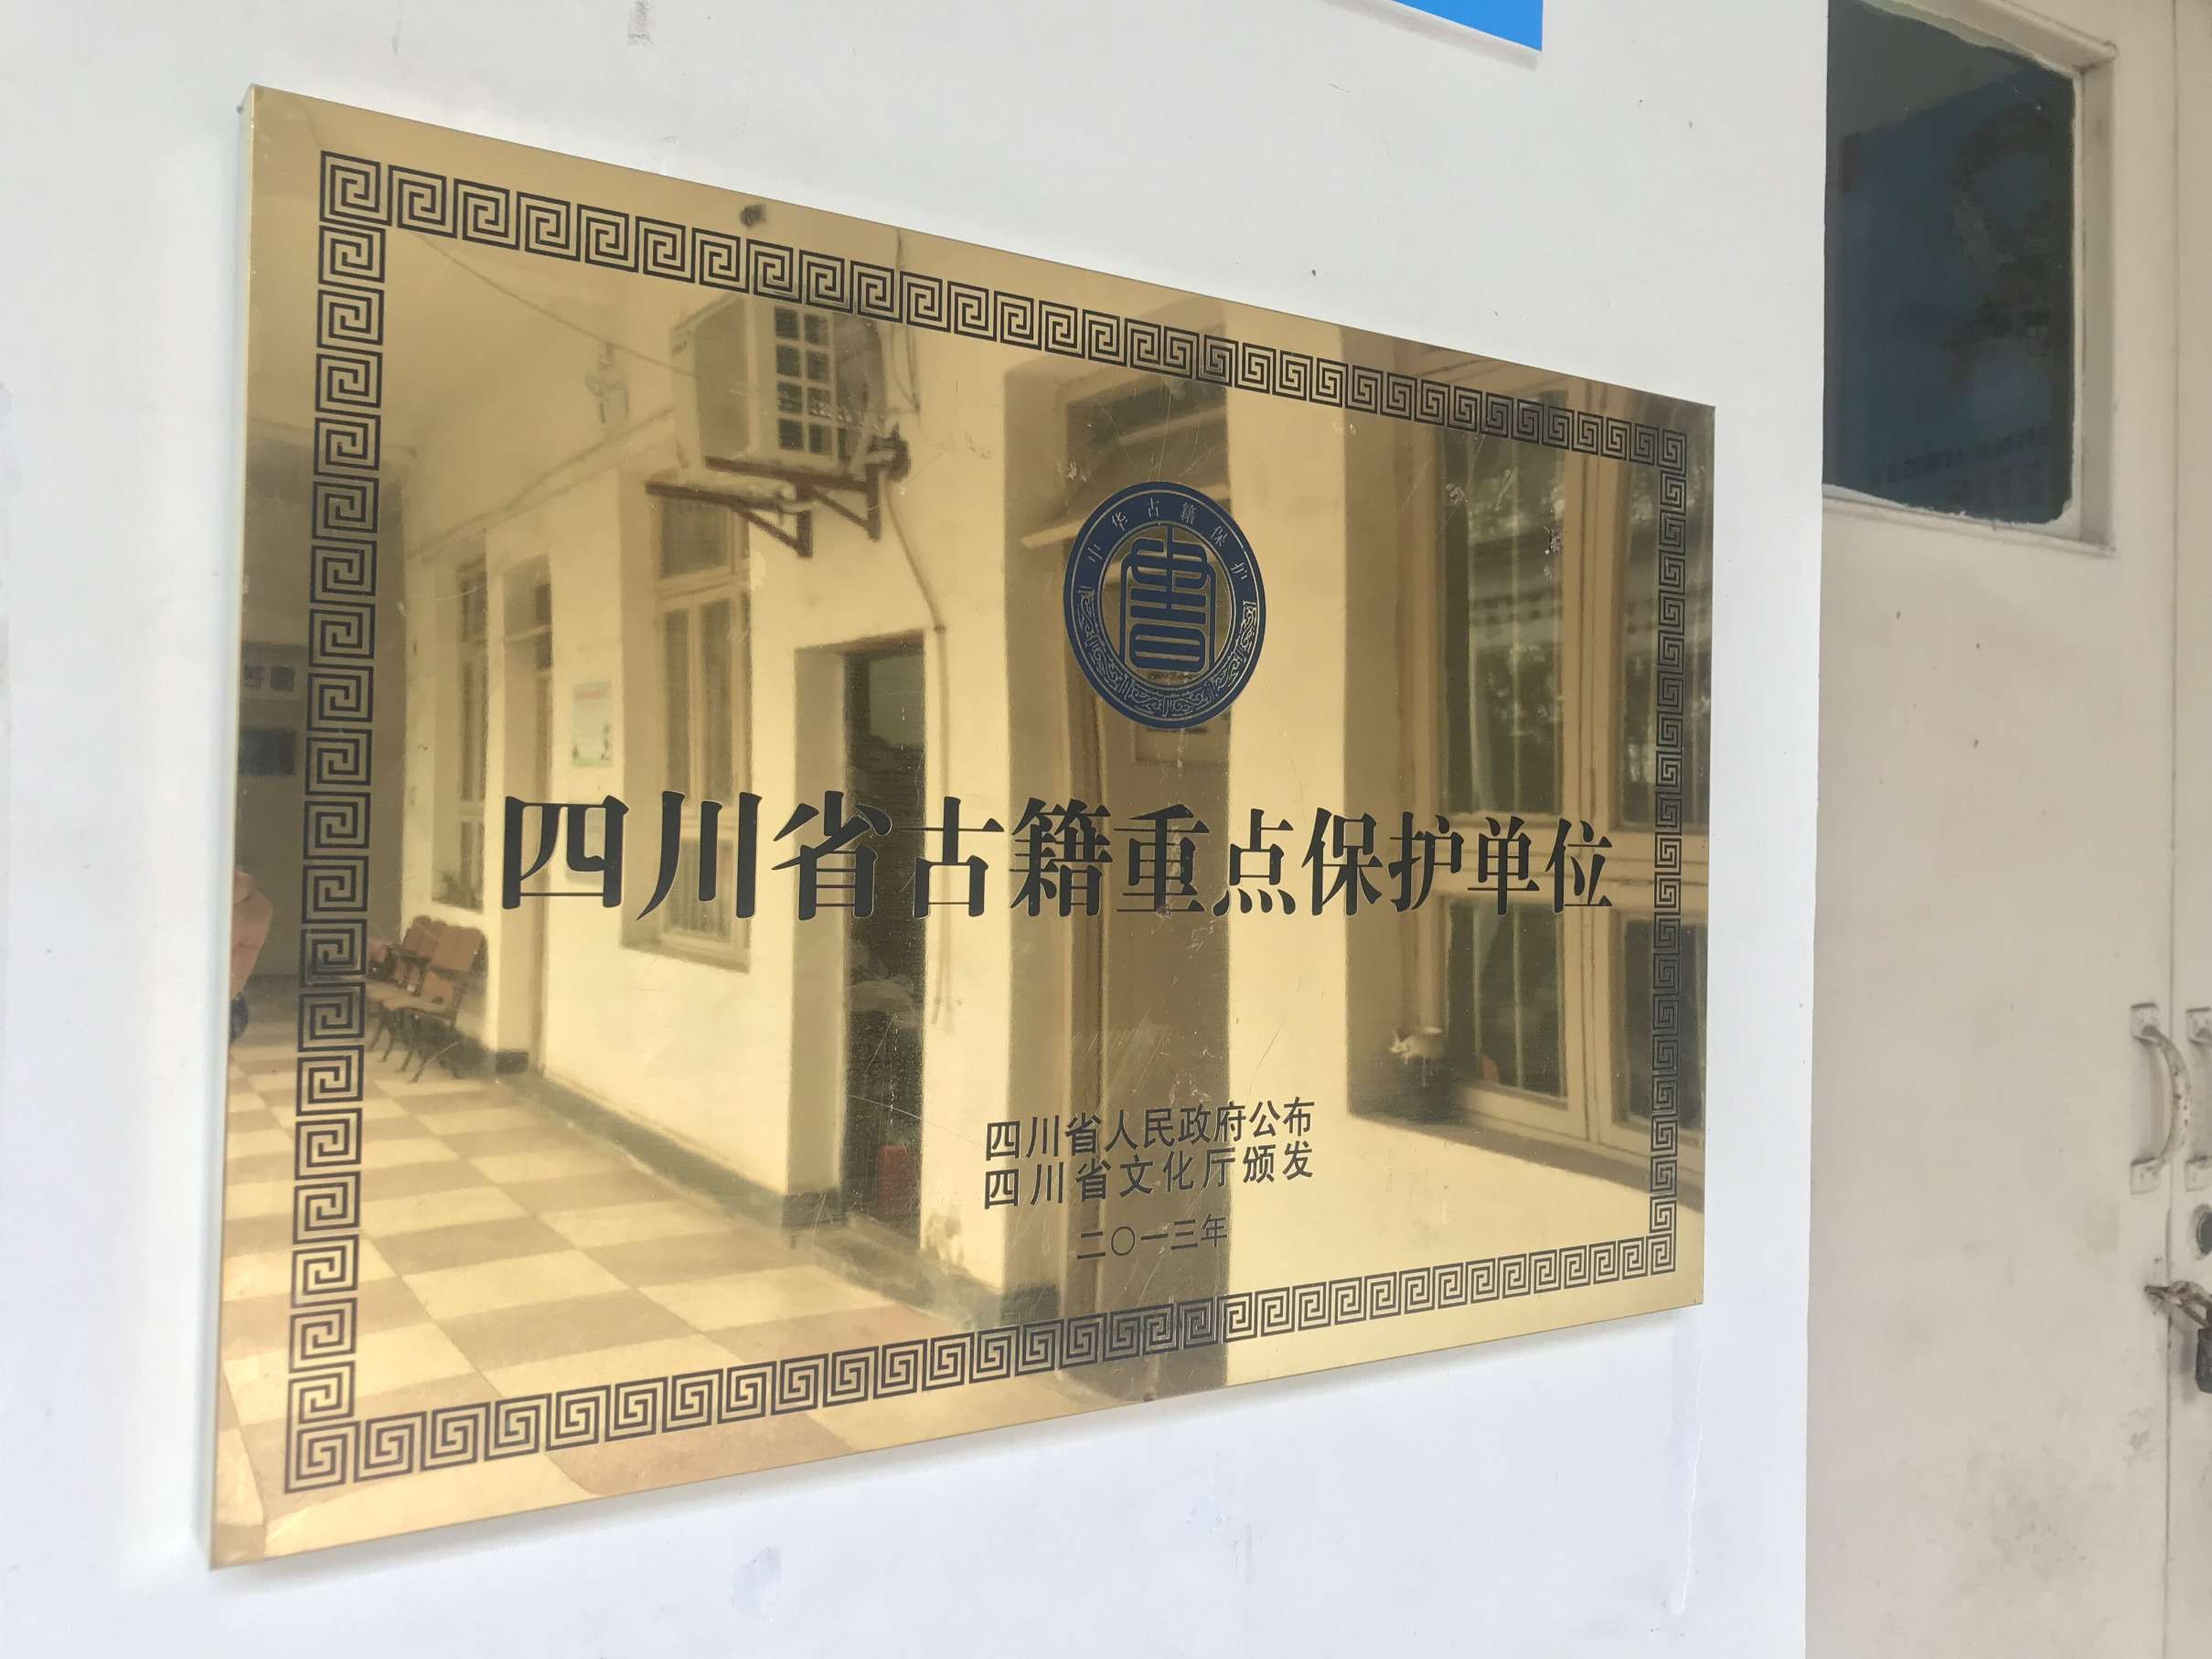 中华古籍保护
書
四川省古籍重点保护单位
四川省人民政府公布
四川省文化厅颁发
二〇一三年